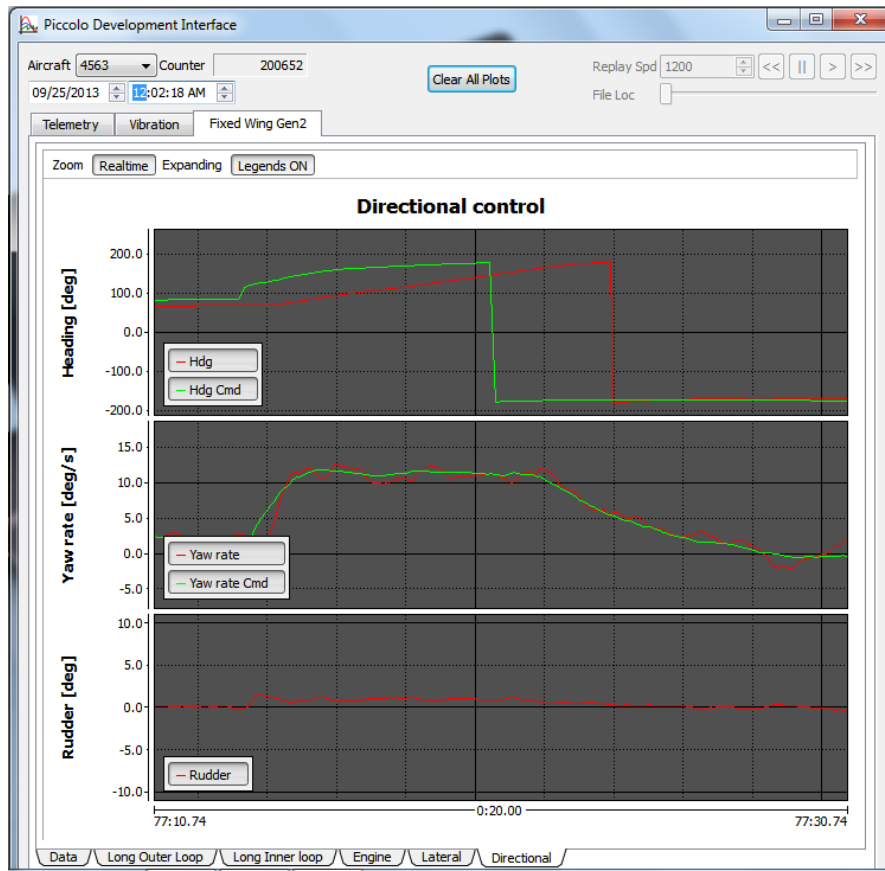 Piccolo Development Interface
Aircraft 4563 Counter 200652
Clear All Plots
Replay Spd 1200 << || > >>
09/25/2013 12:02:18 AM
File Loc
Telemetry Vibration Fixed Wing Gen2
Zoom Realtime Expanding Legends ON
Directional control
Heading [deg]
200.0
100.0
0.0
-100.0
-200.0
Hdg
Hdg Cmd
Yaw rate [deg/s]
15.0
10.0
5.0
0.0
-5.0
Yaw rate
Yaw rate Cmd
Rudder [deg]
10.0
5.0
0.0
-5.0
-10.0
Rudder
0:20.00
77:10.74 77:30.74
Data Long Outer Loop Long Inner loop Engine Lateral Directional